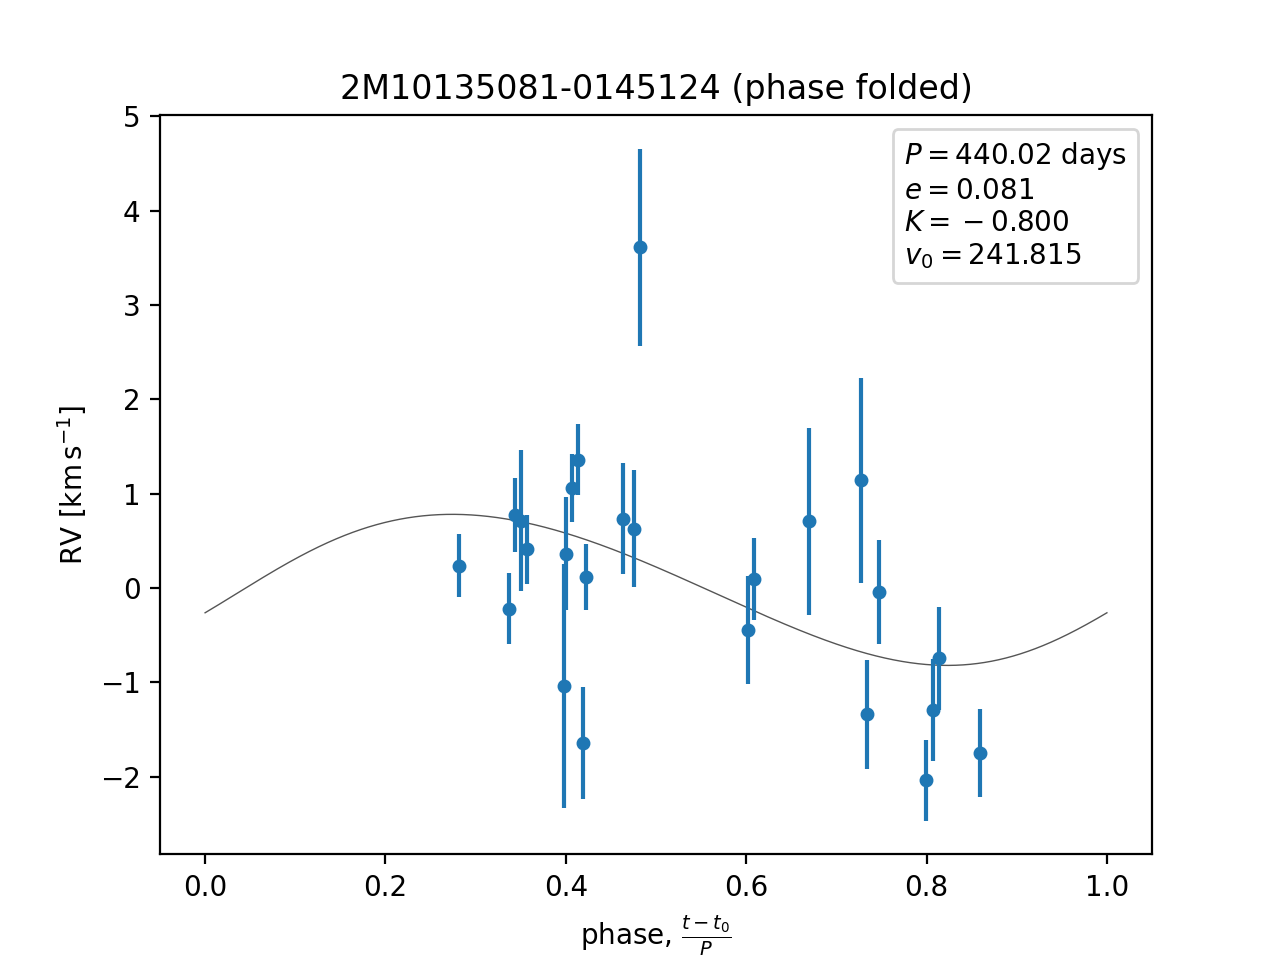 2M10135081-0145124 (phase folded)
P = 440.02 days
e = 0.081
K = −0.800
v₀ = 241.815
5
4
3
2
1
0
−1
−2
RV [km s⁻¹]
0.0 0.2 0.4 0.6 0.8 1.0
phase, (t − t₀)/P